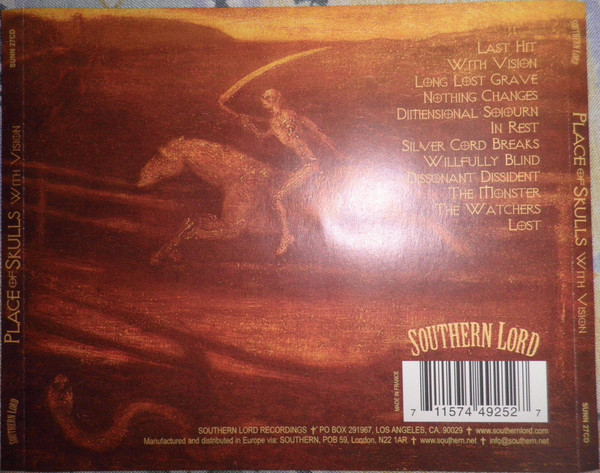 SUNN 27CD
PLACE OF SKULLS WITH VISION
SOUTHERN LORD
LAST HIT
WITH VISION
LONG LOST GRAVE
NOTHING CHANGES
DIMENSIONAL SOJOURN
IN REST
SILVER CORD BREAKS
WILLFULLY BLIND
DISSONANT DISSIDENT
THE MONSTER
THE WATCHERS
LOST
SOUTHERN LORD
PLACE OF SKULLS WITH VISION
SUNN 27CD
SOUTHERN LORD
MADE IN FRANCE
7 11574 49252 7
SOUTHERN LORD RECORDINGS ✝ PO BOX 291967, LOS ANGELES, CA. 90029 ✝ www.southernlord.com
Manufactured and distributed in Europe via: SOUTHERN, POB 59, London, N22 1AR ✝ www.southern.net ✝ info@southern.net